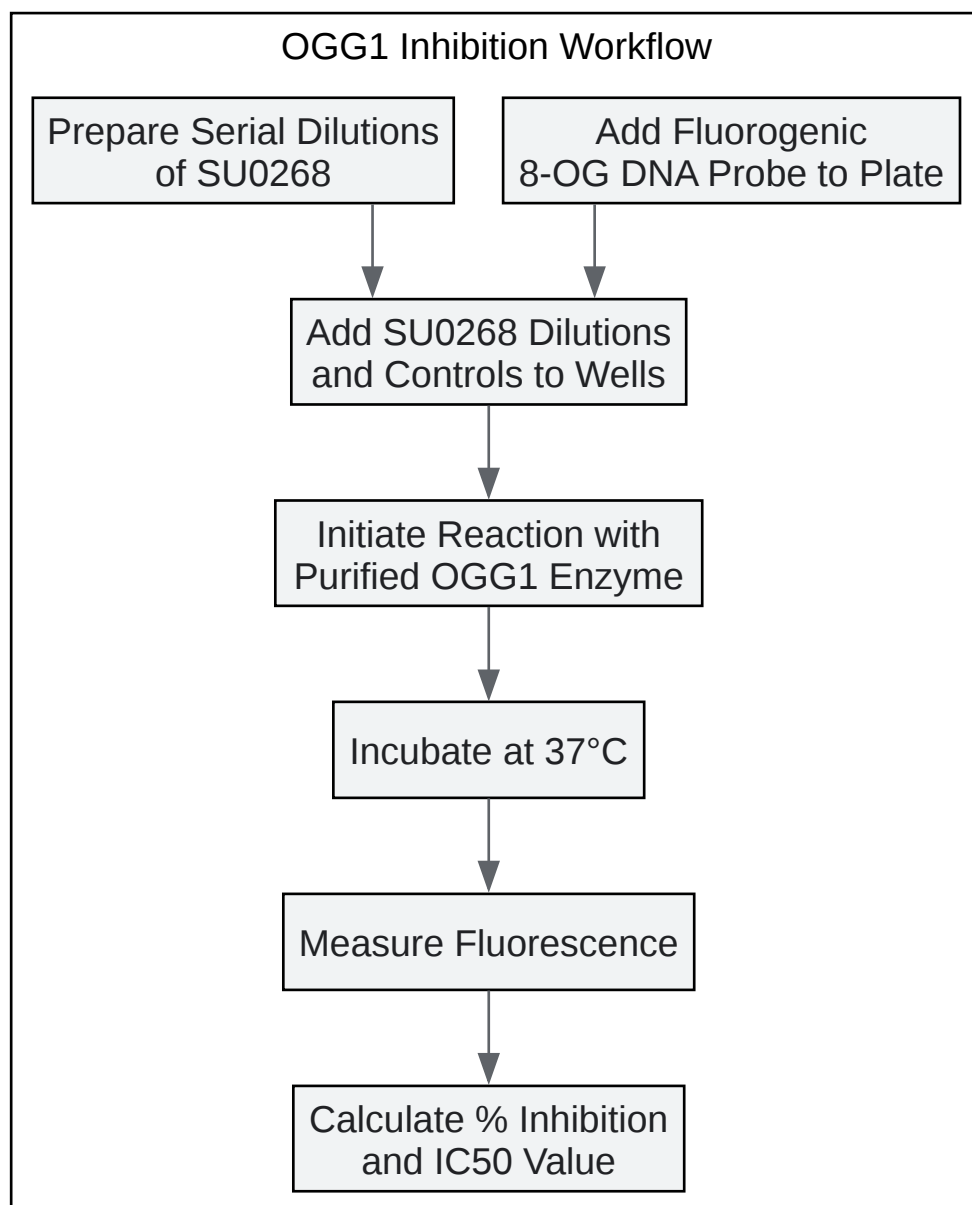 OGG1 Inhibition Workflow
Prepare Serial Dilutions
of SU0268
Add Fluorogenic
8-OG DNA Probe to Plate
Add SU0268 Dilutions
and Controls to Wells
Initiate Reaction with
Purified OGG1 Enzyme
Incubate at 37°C
Measure Fluorescence
Calculate % Inhibition
and IC50 Value